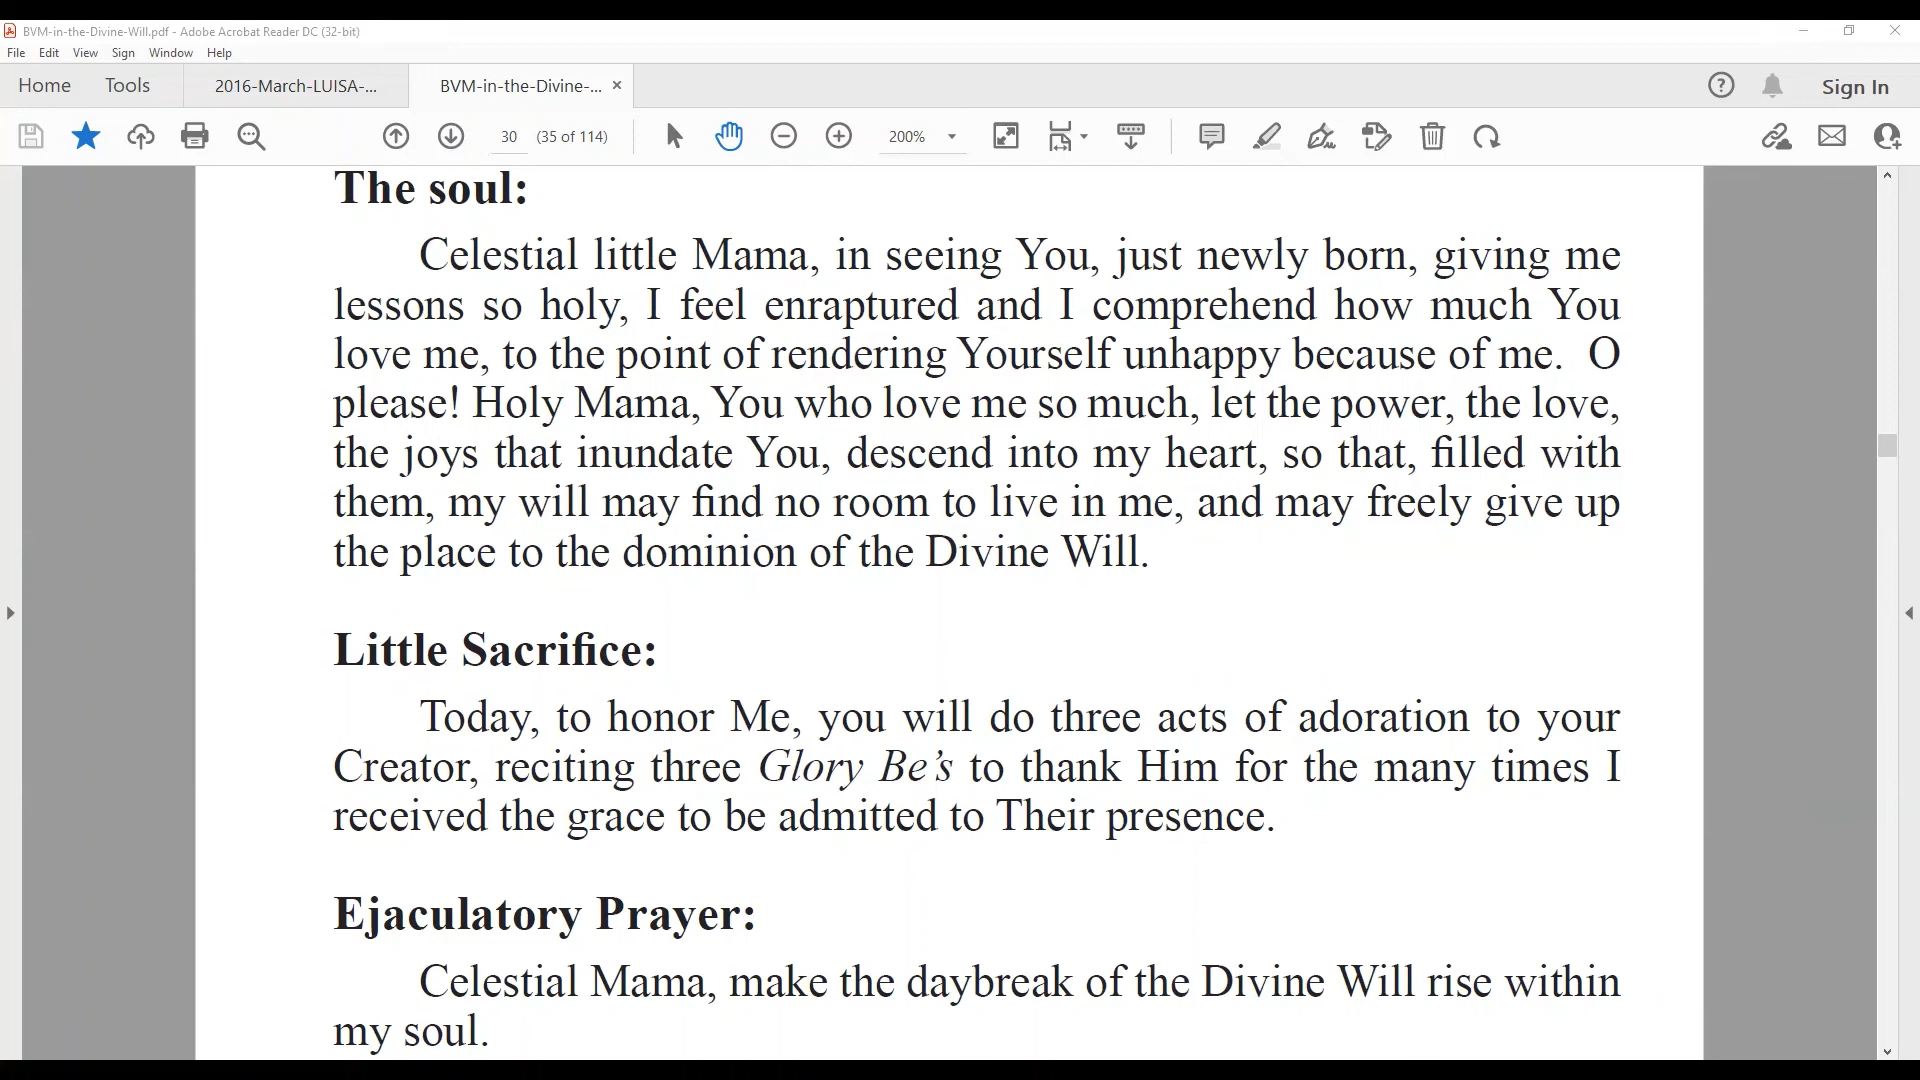 BVM-in-the-Divine-Will.pdf - Adobe Acrobat Reader DC (32-bit)
File Edit View Sign Window Help
Home Tools 2016-March-LUISA-... BVM-in-the-Divine-... × Sign In
30 (35 of 114) 200%
The soul:
Celestial little Mama, in seeing You, just newly born, giving me
lessons so holy, I feel enraptured and I comprehend how much You
love me, to the point of rendering Yourself unhappy because of me. O
please! Holy Mama, You who love me so much, let the power, the love,
the joys that inundate You, descend into my heart, so that, filled with
them, my will may find no room to live in me, and may freely give up
the place to the dominion of the Divine Will.
Little Sacrifice:
Today, to honor Me, you will do three acts of adoration to your
Creator, reciting three Glory Be’s to thank Him for the many times I
received the grace to be admitted to Their presence.
Ejaculatory Prayer:
Celestial Mama, make the daybreak of the Divine Will rise within
my soul.